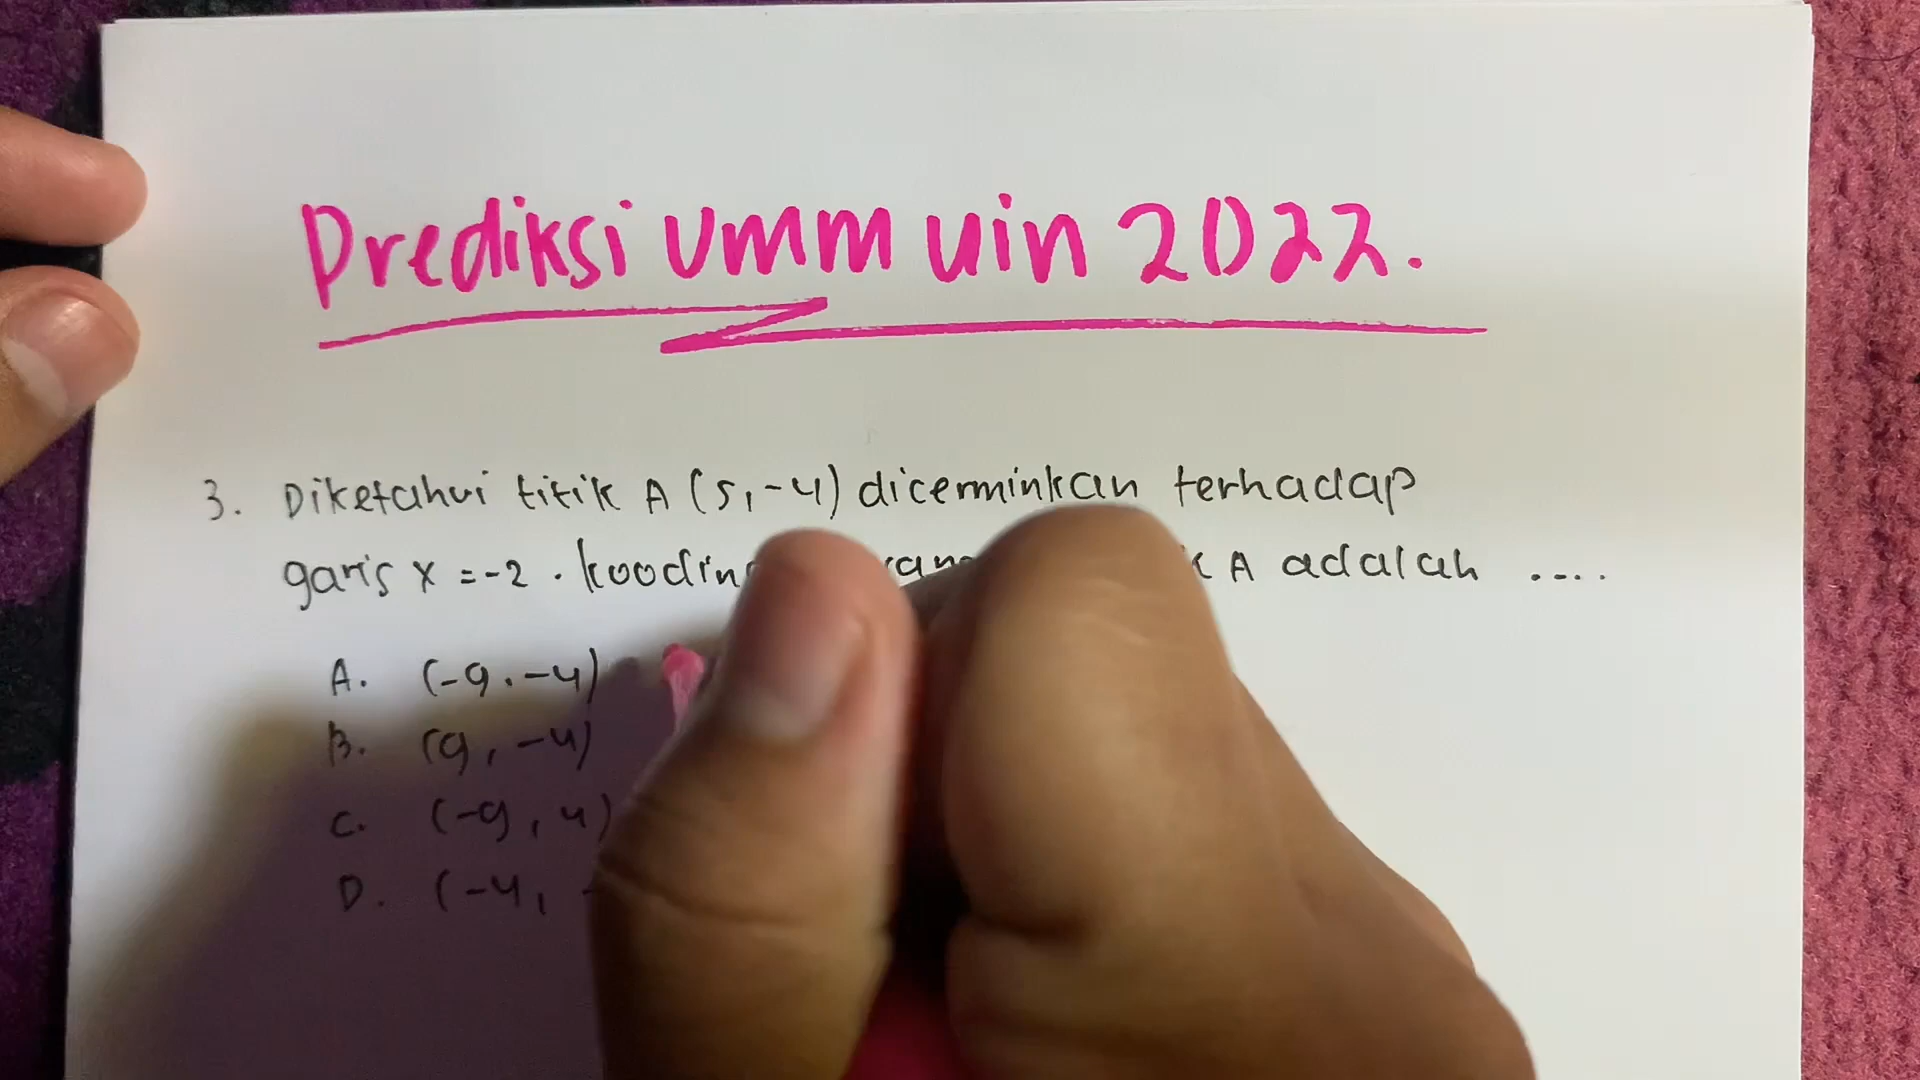 Prediksi umm uin 2022.
3. Diketahui titik A (5, -4) dicerminkan terhadap
garis x = -2 . A adalah ....
A. (-9, -4)
B. (9, -4)
C. (-9, 4)
D. (-4,